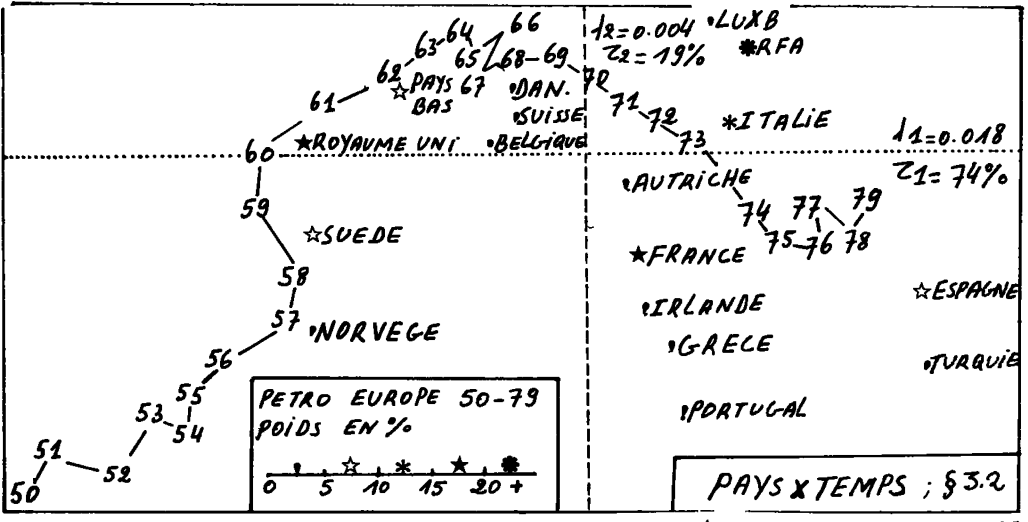 66 λ2=0.004 LUXB
63 64 τ2=19% RFA
62 65 68 69 70
PAYS 67 DAN.
61 BAS 71
SUISSE 72 ITALIE
60 ROYAUME UNI BELGIQUE 73 λ1=0.018
AUTRICHE τ1=74%
59 74 77 79
SUEDE 75 76 78
FRANCE
58 ESPAGNE
IRLANDE
57 NORVEGE
GRECE
56 TURQUIE
55 PETRO EUROPE 50-79
53 54 POIDS EN % PORTUGAL
51
52 0 5 10 15 20 +
50 PAYS X TEMPS ; § 3.2